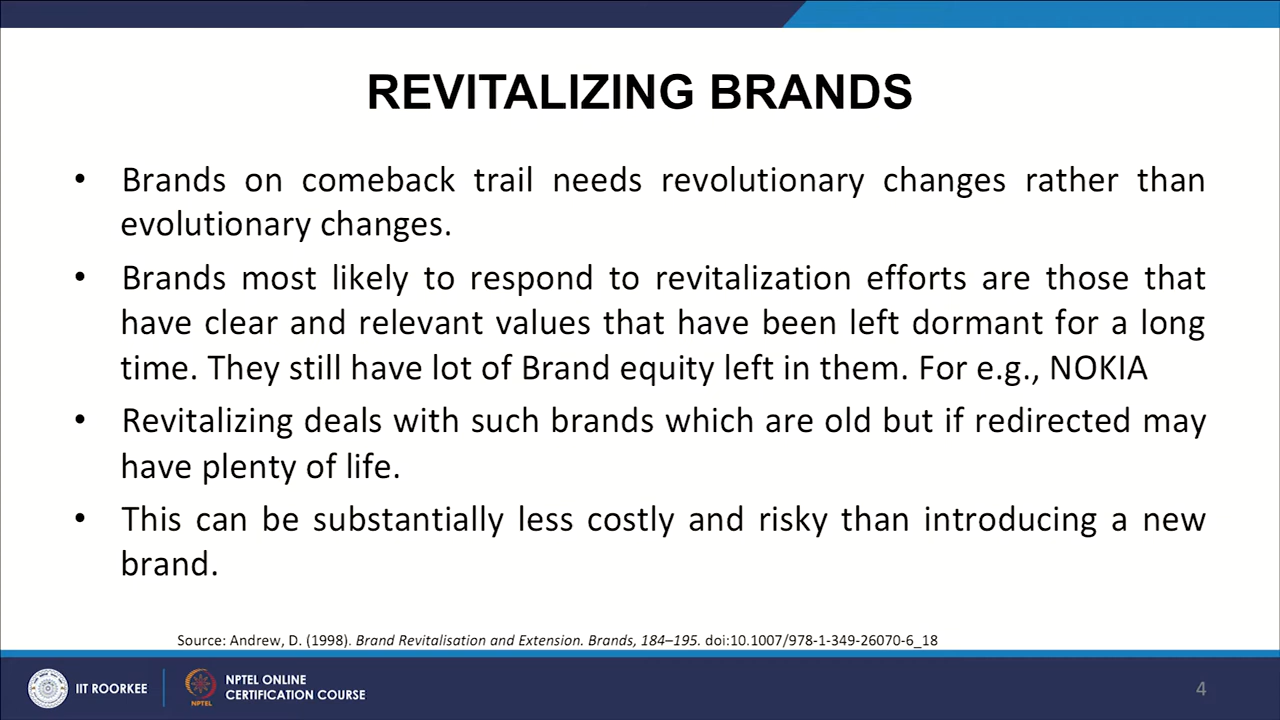 REVITALIZING BRANDS
• Brands on comeback trail needs revolutionary changes rather than
evolutionary changes.
• Brands most likely to respond to revitalization efforts are those that
have clear and relevant values that have been left dormant for a long
time. They still have lot of Brand equity left in them. For e.g., NOKIA
• Revitalizing deals with such brands which are old but if redirected may
have plenty of life.
• This can be substantially less costly and risky than introducing a new
brand.
Source: Andrew, D. (1998). Brand Revitalisation and Extension. Brands, 184–195. doi:10.1007/978-1-349-26070-6_18
IIT ROORKEE
NPTEL
NPTEL ONLINE
CERTIFICATION COURSE
4